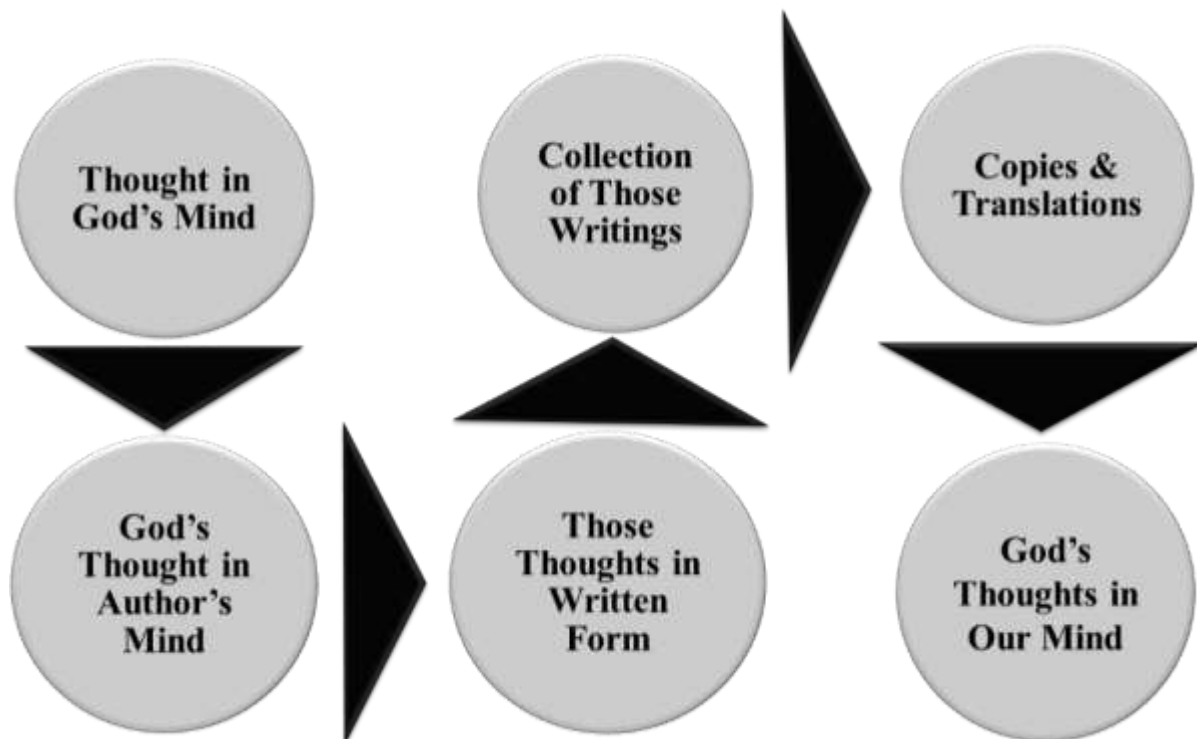 Thought in
God's Mind
God's
Thought in
Author's
Mind
Those
Thoughts in
Written
Form
Collection
of Those
Writings
Copies &
Translations
God's
Thoughts in
Our Mind